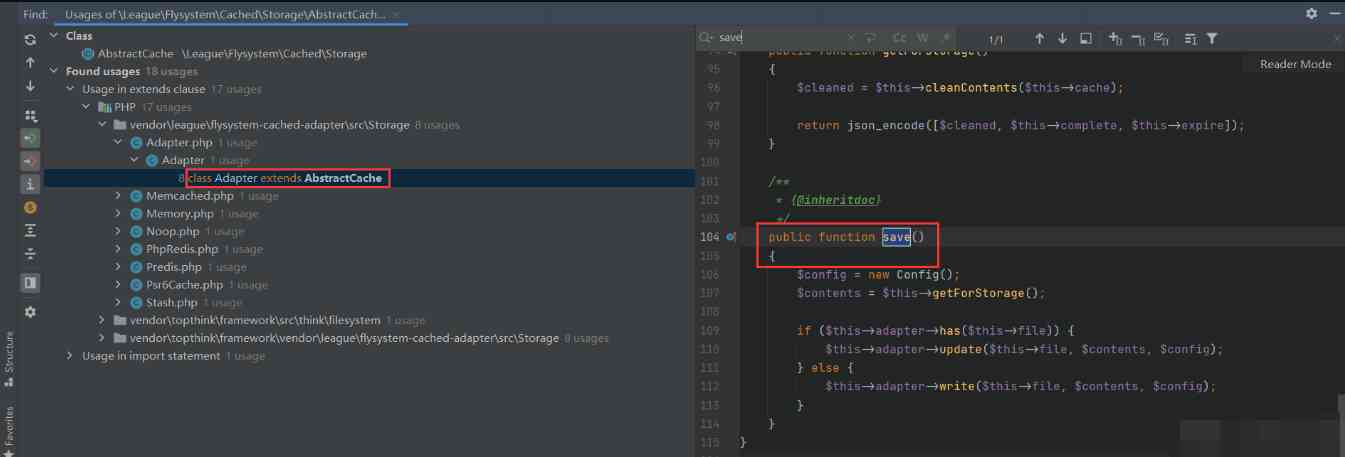 Find: Usages of \League\Flysystem\Cached\Storage\AbstractCach... ×
Class
AbstractCache \League\Flysystem\Cached\Storage
Found usages 18 usages
Usage in extends clause 17 usages
PHP 17 usages
vendor\league\flysystem-cached-adapter\src\Storage 8 usages
Adapter.php 1 usage
Adapter 1 usage
8 class Adapter extends AbstractCache
Memcached.php 1 usage
Memory.php 1 usage
Noop.php 1 usage
PhpRedis.php 1 usage
Predis.php 1 usage
Psr6Cache.php 1 usage
Stash.php 1 usage
vendor\topthink\framework\src\think\filesystem 1 usage
vendor\topthink\framework\vendor\league\flysystem-cached-adapter\src\Storage 8 usages
Usage in import statement 1 usage
Structure
Favorites
save × Cc W .* 1/1
Reader Mode
94 public function getForStorage()
95 {
96 $cleaned = $this→cleanContents($this→cache);
97
98 return json_encode([$cleaned, $this→complete, $this→expire]);
99 }
100
101 /**
102 * {@inheritdoc}
103 */
104 public function save()
105 {
106 $config = new Config();
107 $contents = $this→getForStorage();
108
109 if ($this→adapter→has($this→file)) {
110 $this→adapter→update($this→file, $contents, $config);
111 } else {
112 $this→adapter→write($this→file, $contents, $config);
113 }
114 }
115 }